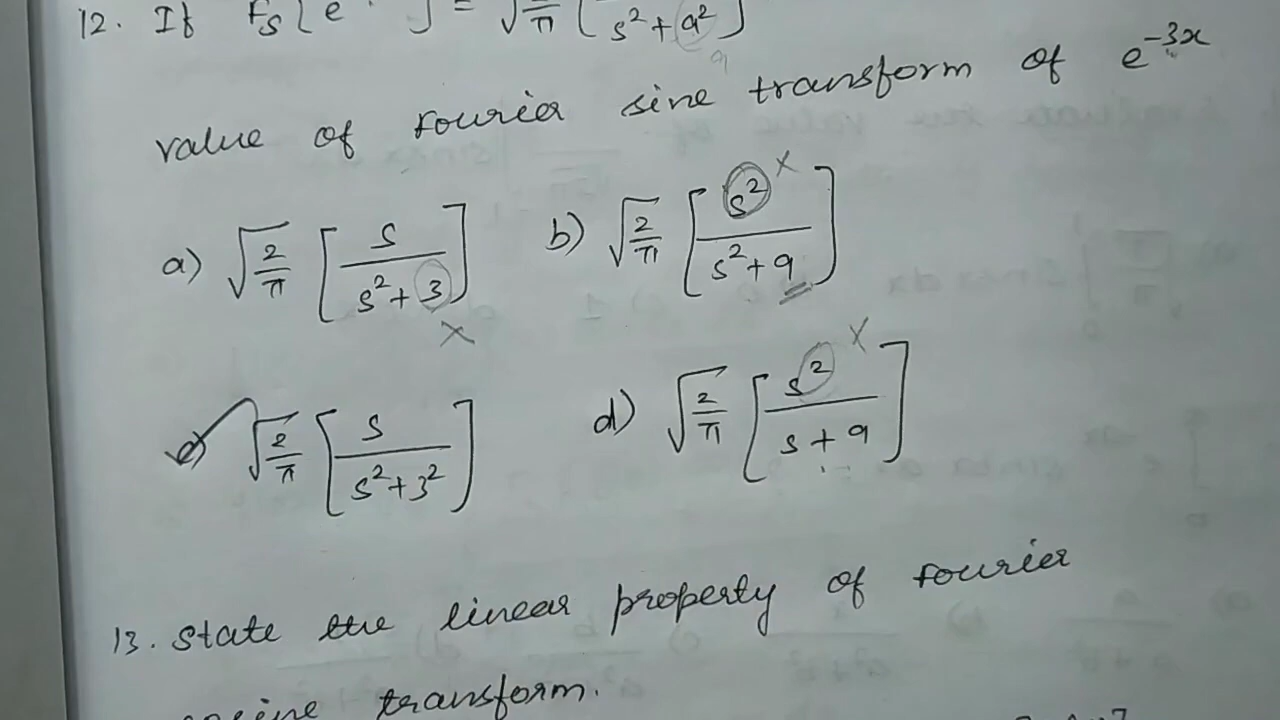 12. If Fs[e ] = √2/π [ s²+a² ]
value of Fourier sine transform of e⁻³ˣ
a) √2/π [s/s²+3] b) √2/π [s²/s²+9]
× ×
c) √2/π [s/s²+3²] d) √2/π [s²/s+9]
×
13. State the linear property of Fourier
transform.